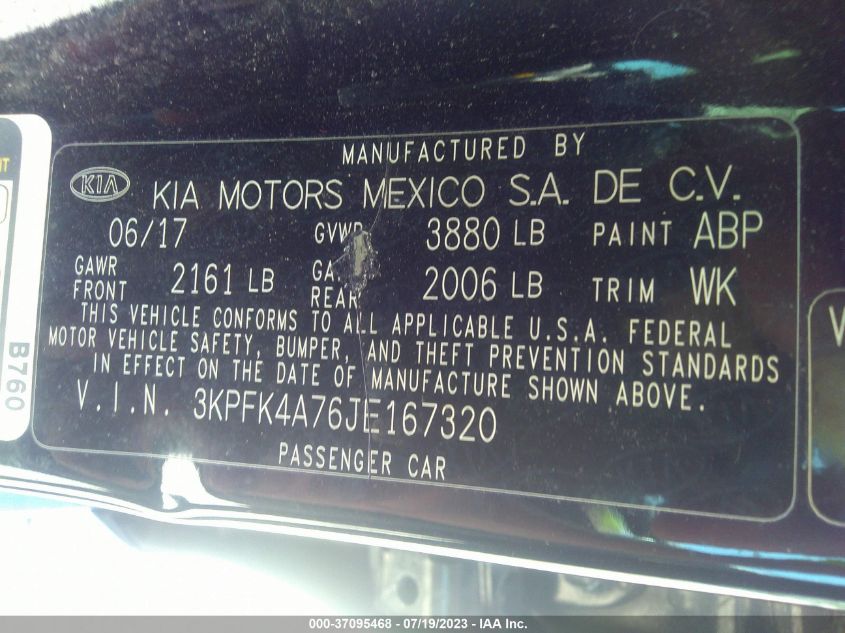 MANUFACTURED BY
KIA KIA MOTORS MEXICO S.A. DE C.V.
06/17 GVWR 3880 LB PAINT ABP
GAWR FRONT 2161 LB REAR 2006 LB TRIM WK
THIS VEHICLE CONFORMS TO ALL APPLICABLE U.S.A. FEDERAL
MOTOR VEHICLE SAFETY, BUMPER, AND THEFT PREVENTION STANDARDS
IN EFFECT ON THE DATE OF MANUFACTURE SHOWN ABOVE.
V.I.N. 3KPFK4A76JE167320
PASSENGER CAR
B760
000-37095468 - 07/19/2023 - IAA Inc.